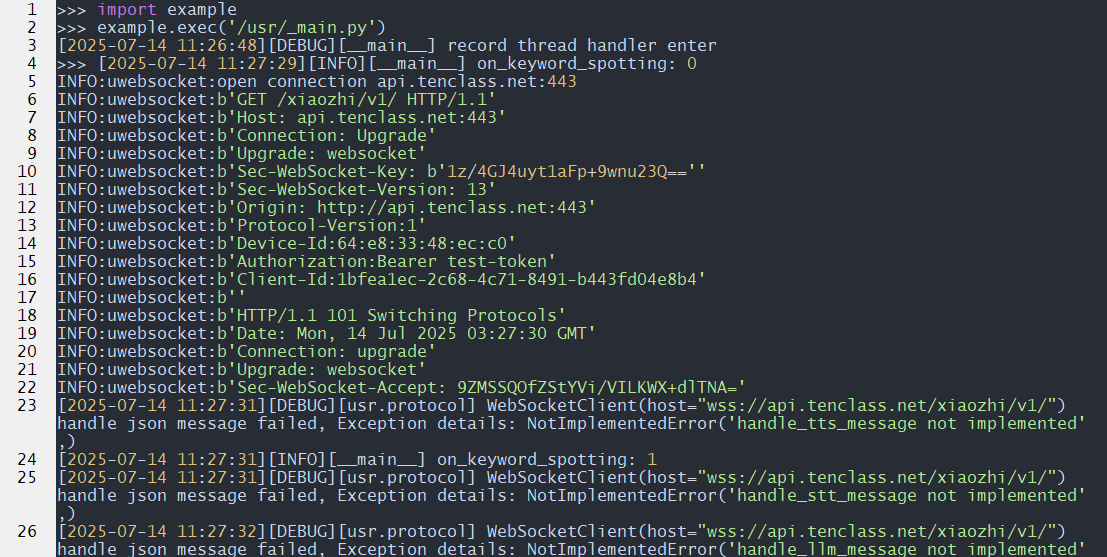 1 >>> import example
2 >>> example.exec('/usr/_main.py')
3 [2025-07-14 11:26:48][DEBUG][__main__] record thread handler enter
4 >>> [2025-07-14 11:27:29][INFO][__main__] on_keyword_spotting: 0
5 INFO:uwebsocket:open connection api.tenclass.net:443
6 INFO:uwebsocket:b'GET /xiaozhi/v1/ HTTP/1.1'
7 INFO:uwebsocket:b'Host: api.tenclass.net:443'
8 INFO:uwebsocket:b'Connection: Upgrade'
9 INFO:uwebsocket:b'Upgrade: websocket'
10 INFO:uwebsocket:b'Sec-WebSocket-Key: b'1z/4GJ4uyt1aFp+9wnu23Q==''
11 INFO:uwebsocket:b'Sec-WebSocket-Version: 13'
12 INFO:uwebsocket:b'Origin: http://api.tenclass.net:443'
13 INFO:uwebsocket:b'Protocol-Version:1'
14 INFO:uwebsocket:b'Device-Id:64:e8:33:48:ec:c0'
15 INFO:uwebsocket:b'Authorization:Bearer test-token'
16 INFO:uwebsocket:b'Client-Id:1bfea1ec-2c68-4c71-8491-b443fd04e8b4'
17 INFO:uwebsocket:b''
18 INFO:uwebsocket:b'HTTP/1.1 101 Switching Protocols'
19 INFO:uwebsocket:b'Date: Mon, 14 Jul 2025 03:27:30 GMT'
20 INFO:uwebsocket:b'Connection: upgrade'
21 INFO:uwebsocket:b'Upgrade: websocket'
22 INFO:uwebsocket:b'Sec-WebSocket-Accept: 9ZMSSQOfZStYVi/VILKWX+dlTNA='
23 [2025-07-14 11:27:31][DEBUG][usr.protocol] WebSocketClient(host="wss://api.tenclass.net/xiaozhi/v1/")
handle json message failed, Exception details: NotImplementedError('handle_tts_message not implemented'
,)
24 [2025-07-14 11:27:31][INFO][__main__] on_keyword_spotting: 1
25 [2025-07-14 11:27:31][DEBUG][usr.protocol] WebSocketClient(host="wss://api.tenclass.net/xiaozhi/v1/")
handle json message failed, Exception details: NotImplementedError('handle_stt_message not implemented'
,)
26 [2025-07-14 11:27:32][DEBUG][usr.protocol] WebSocketClient(host="wss://api.tenclass.net/xiaozhi/v1/")
handle json message failed, Exception details: NotImplementedError('handle_llm_message not implemented'